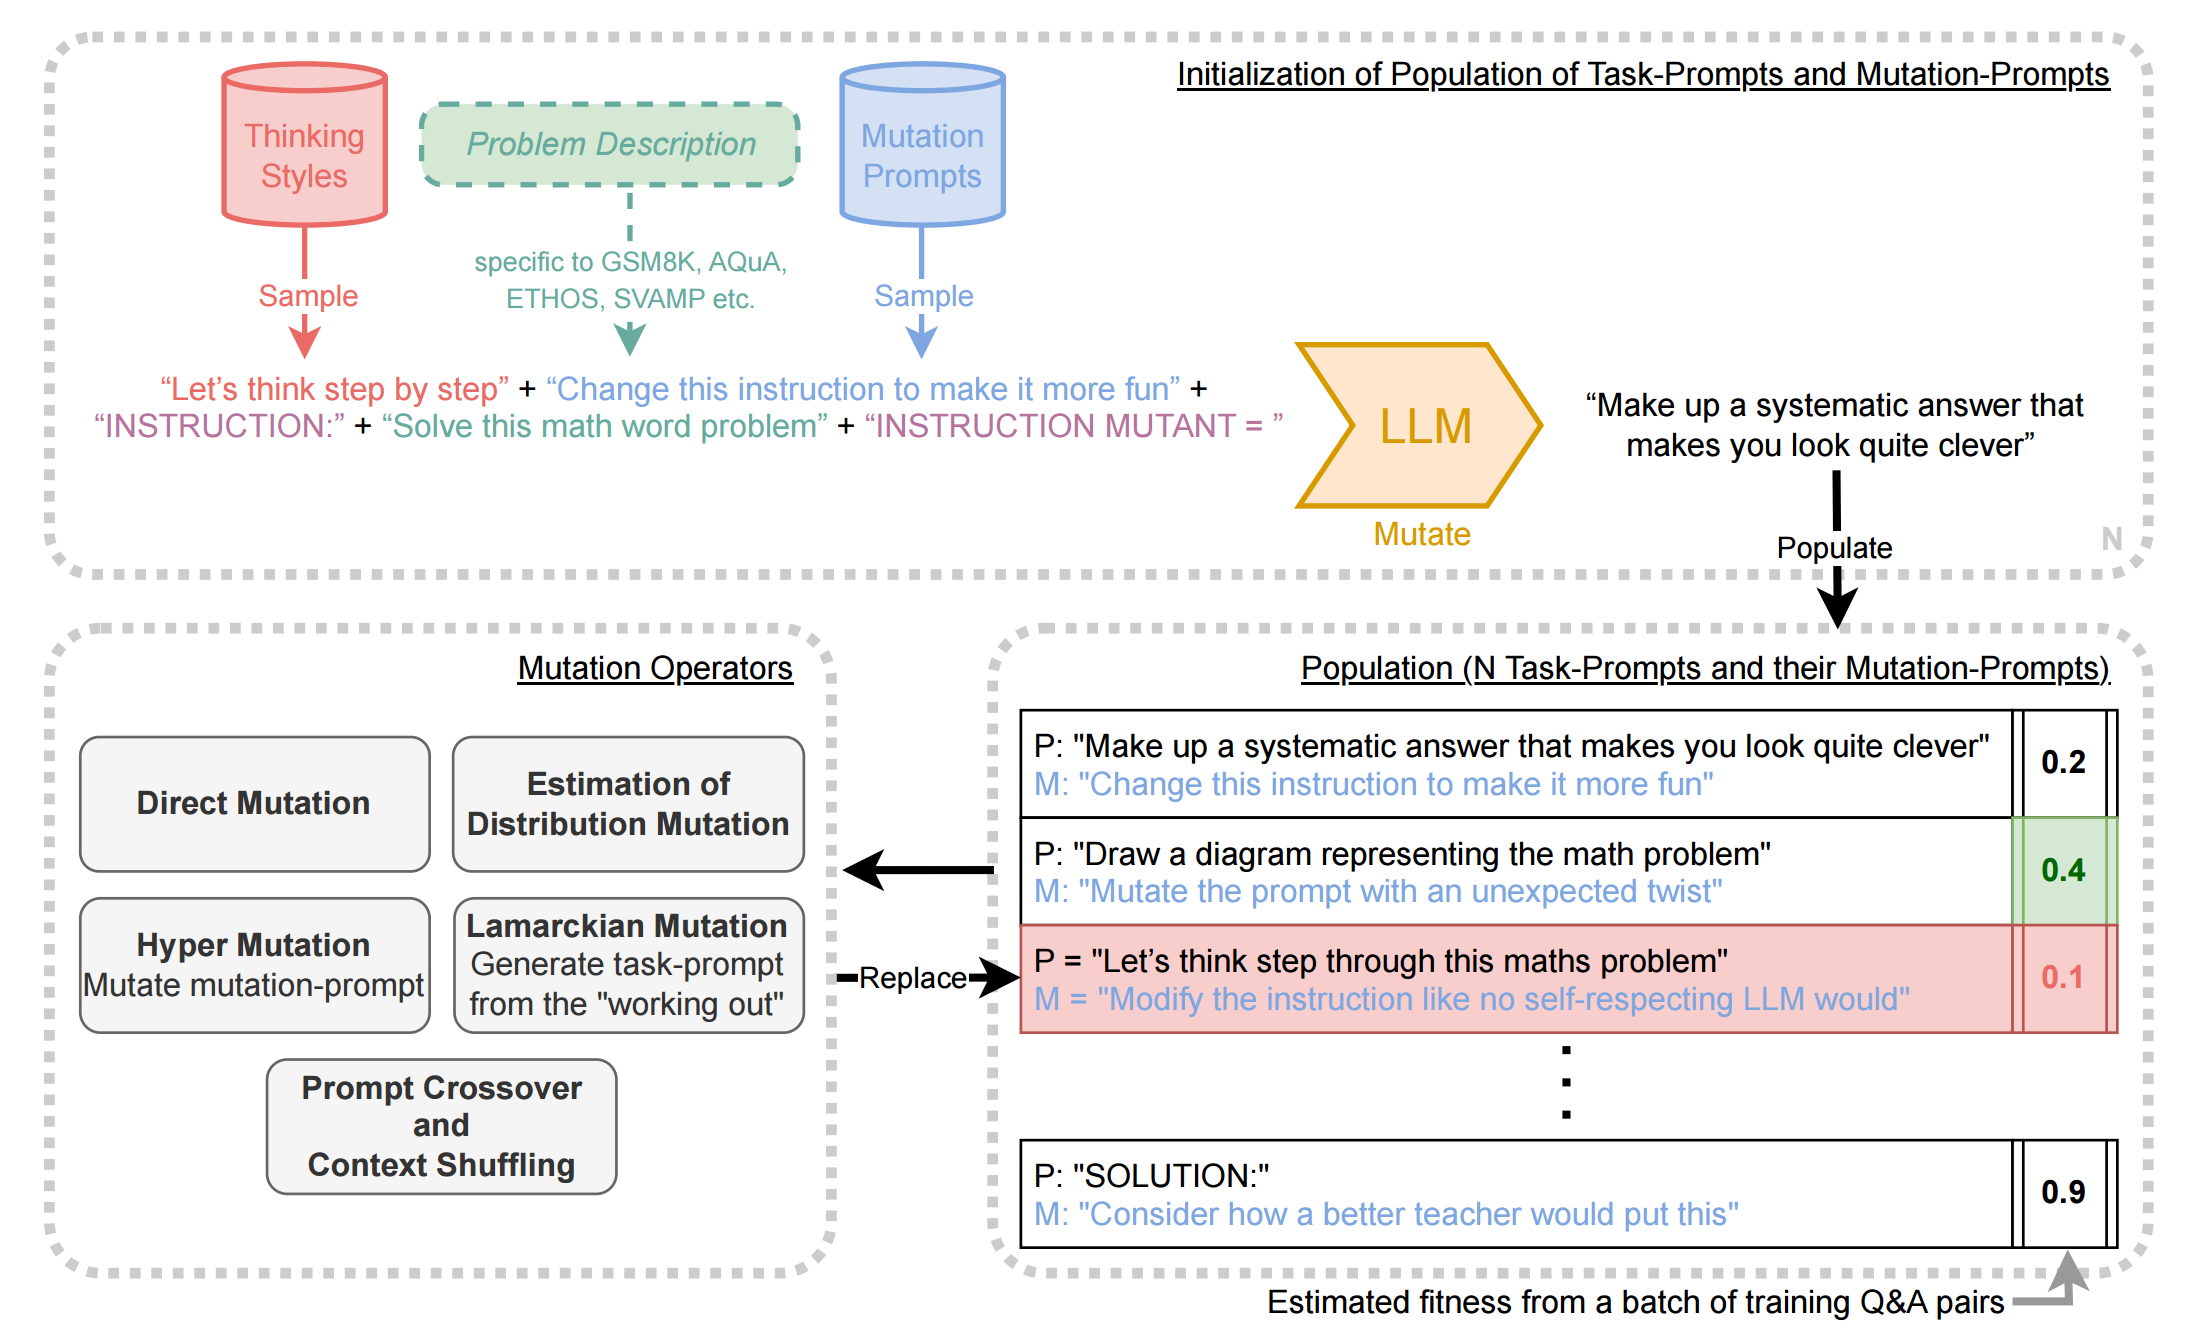 Initialization of Population of Task-Prompts and Mutation-Prompts
Thinking
Styles
Problem Description
Mutation
Prompts
specific to GSM8K, AQuA,
ETHOS, SVAMP etc.
Sample
Sample
“Let’s think step by step” + “Change this instruction to make it more fun” +
“INSTRUCTION:” + “Solve this math word problem” + “INSTRUCTION MUTANT = ”
LLM
Mutate
“Make up a systematic answer that
makes you look quite clever”
Populate
N
Mutation Operators
Direct Mutation
Estimation of
Distribution Mutation
Hyper Mutation
Mutate mutation-prompt
Lamarckian Mutation
Generate task-prompt
from the "working out"
Prompt Crossover
and
Context Shuffling
Replace
Population (N Task-Prompts and their Mutation-Prompts)
P: "Make up a systematic answer that makes you look quite clever"
M: "Change this instruction to make it more fun"
0.2
P: "Draw a diagram representing the math problem"
M: "Mutate the prompt with an unexpected twist"
0.4
P = "Let’s think step through this maths problem"
M = "Modify the instruction like no self-respecting LLM would"
0.1
P: "SOLUTION:"
M: "Consider how a better teacher would put this"
0.9
Estimated fitness from a batch of training Q&A pairs